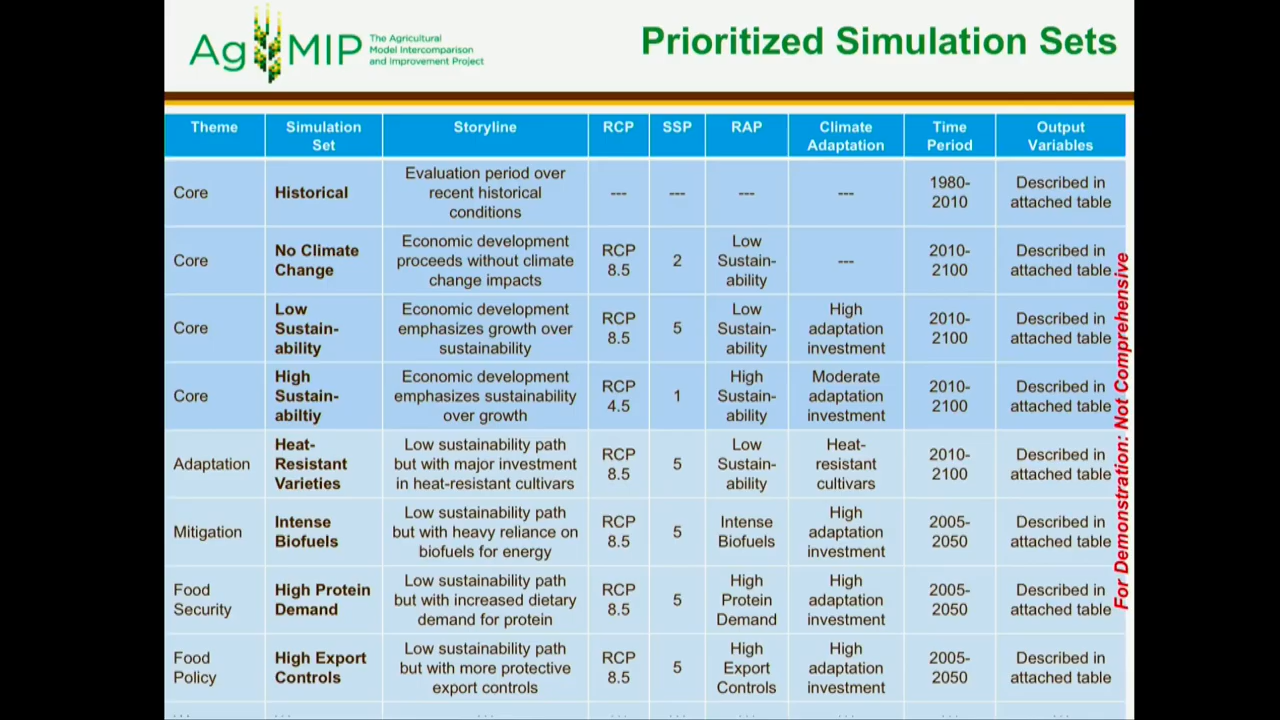 AgMIP The Agricultural
Model Intercomparison
and Improvement Project
Prioritized Simulation Sets
Theme Simulation Set Storyline RCP SSP RAP Climate Adaptation Time Period Output Variables
Core Historical Evaluation period over recent historical conditions --- --- --- --- 1980-2010 Described in attached table
Core No Climate Change Economic development proceeds without climate change impacts RCP 8.5 2 Low Sustain-ability --- 2010-2100 Described in attached table
Core Low Sustain-ability Economic development emphasizes growth over sustainability RCP 8.5 5 Low Sustain-ability High adaptation investment 2010-2100 Described in attached table
Core High Sustain-abiltiy Economic development emphasizes sustainability over growth RCP 4.5 1 High Sustain-ability Moderate adaptation investment 2010-2100 Described in attached table
Adaptation Heat-Resistant Varieties Low sustainability path but with major investment in heat-resistant cultivars RCP 8.5 5 Low Sustain-ability Heat-resistant cultivars 2010-2100 Described in attached table
Mitigation Intense Biofuels Low sustainability path but with heavy reliance on biofuels for energy RCP 8.5 5 Intense Biofuels High adaptation investment 2005-2050 Described in attached table
Food Security High Protein Demand Low sustainability path but with increased dietary demand for protein RCP 8.5 5 High Protein Demand High adaptation investment 2005-2050 Described in attached table
Food Policy High Export Controls Low sustainability path but with more protective export controls RCP 8.5 5 High Export Controls High adaptation investment 2005-2050 Described in attached table
... ... ... ... ... ... ... ... ...
For Demonstration: Not Comprehensive